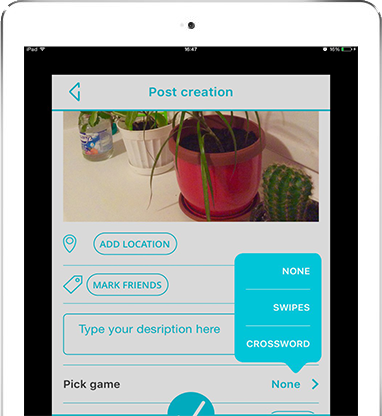 iPad 16:47 16%
Post creation
ADD LOCATION
MARK FRIENDS
NONE
SWIPES
CROSSWORD
Type your desription here
Pick game None